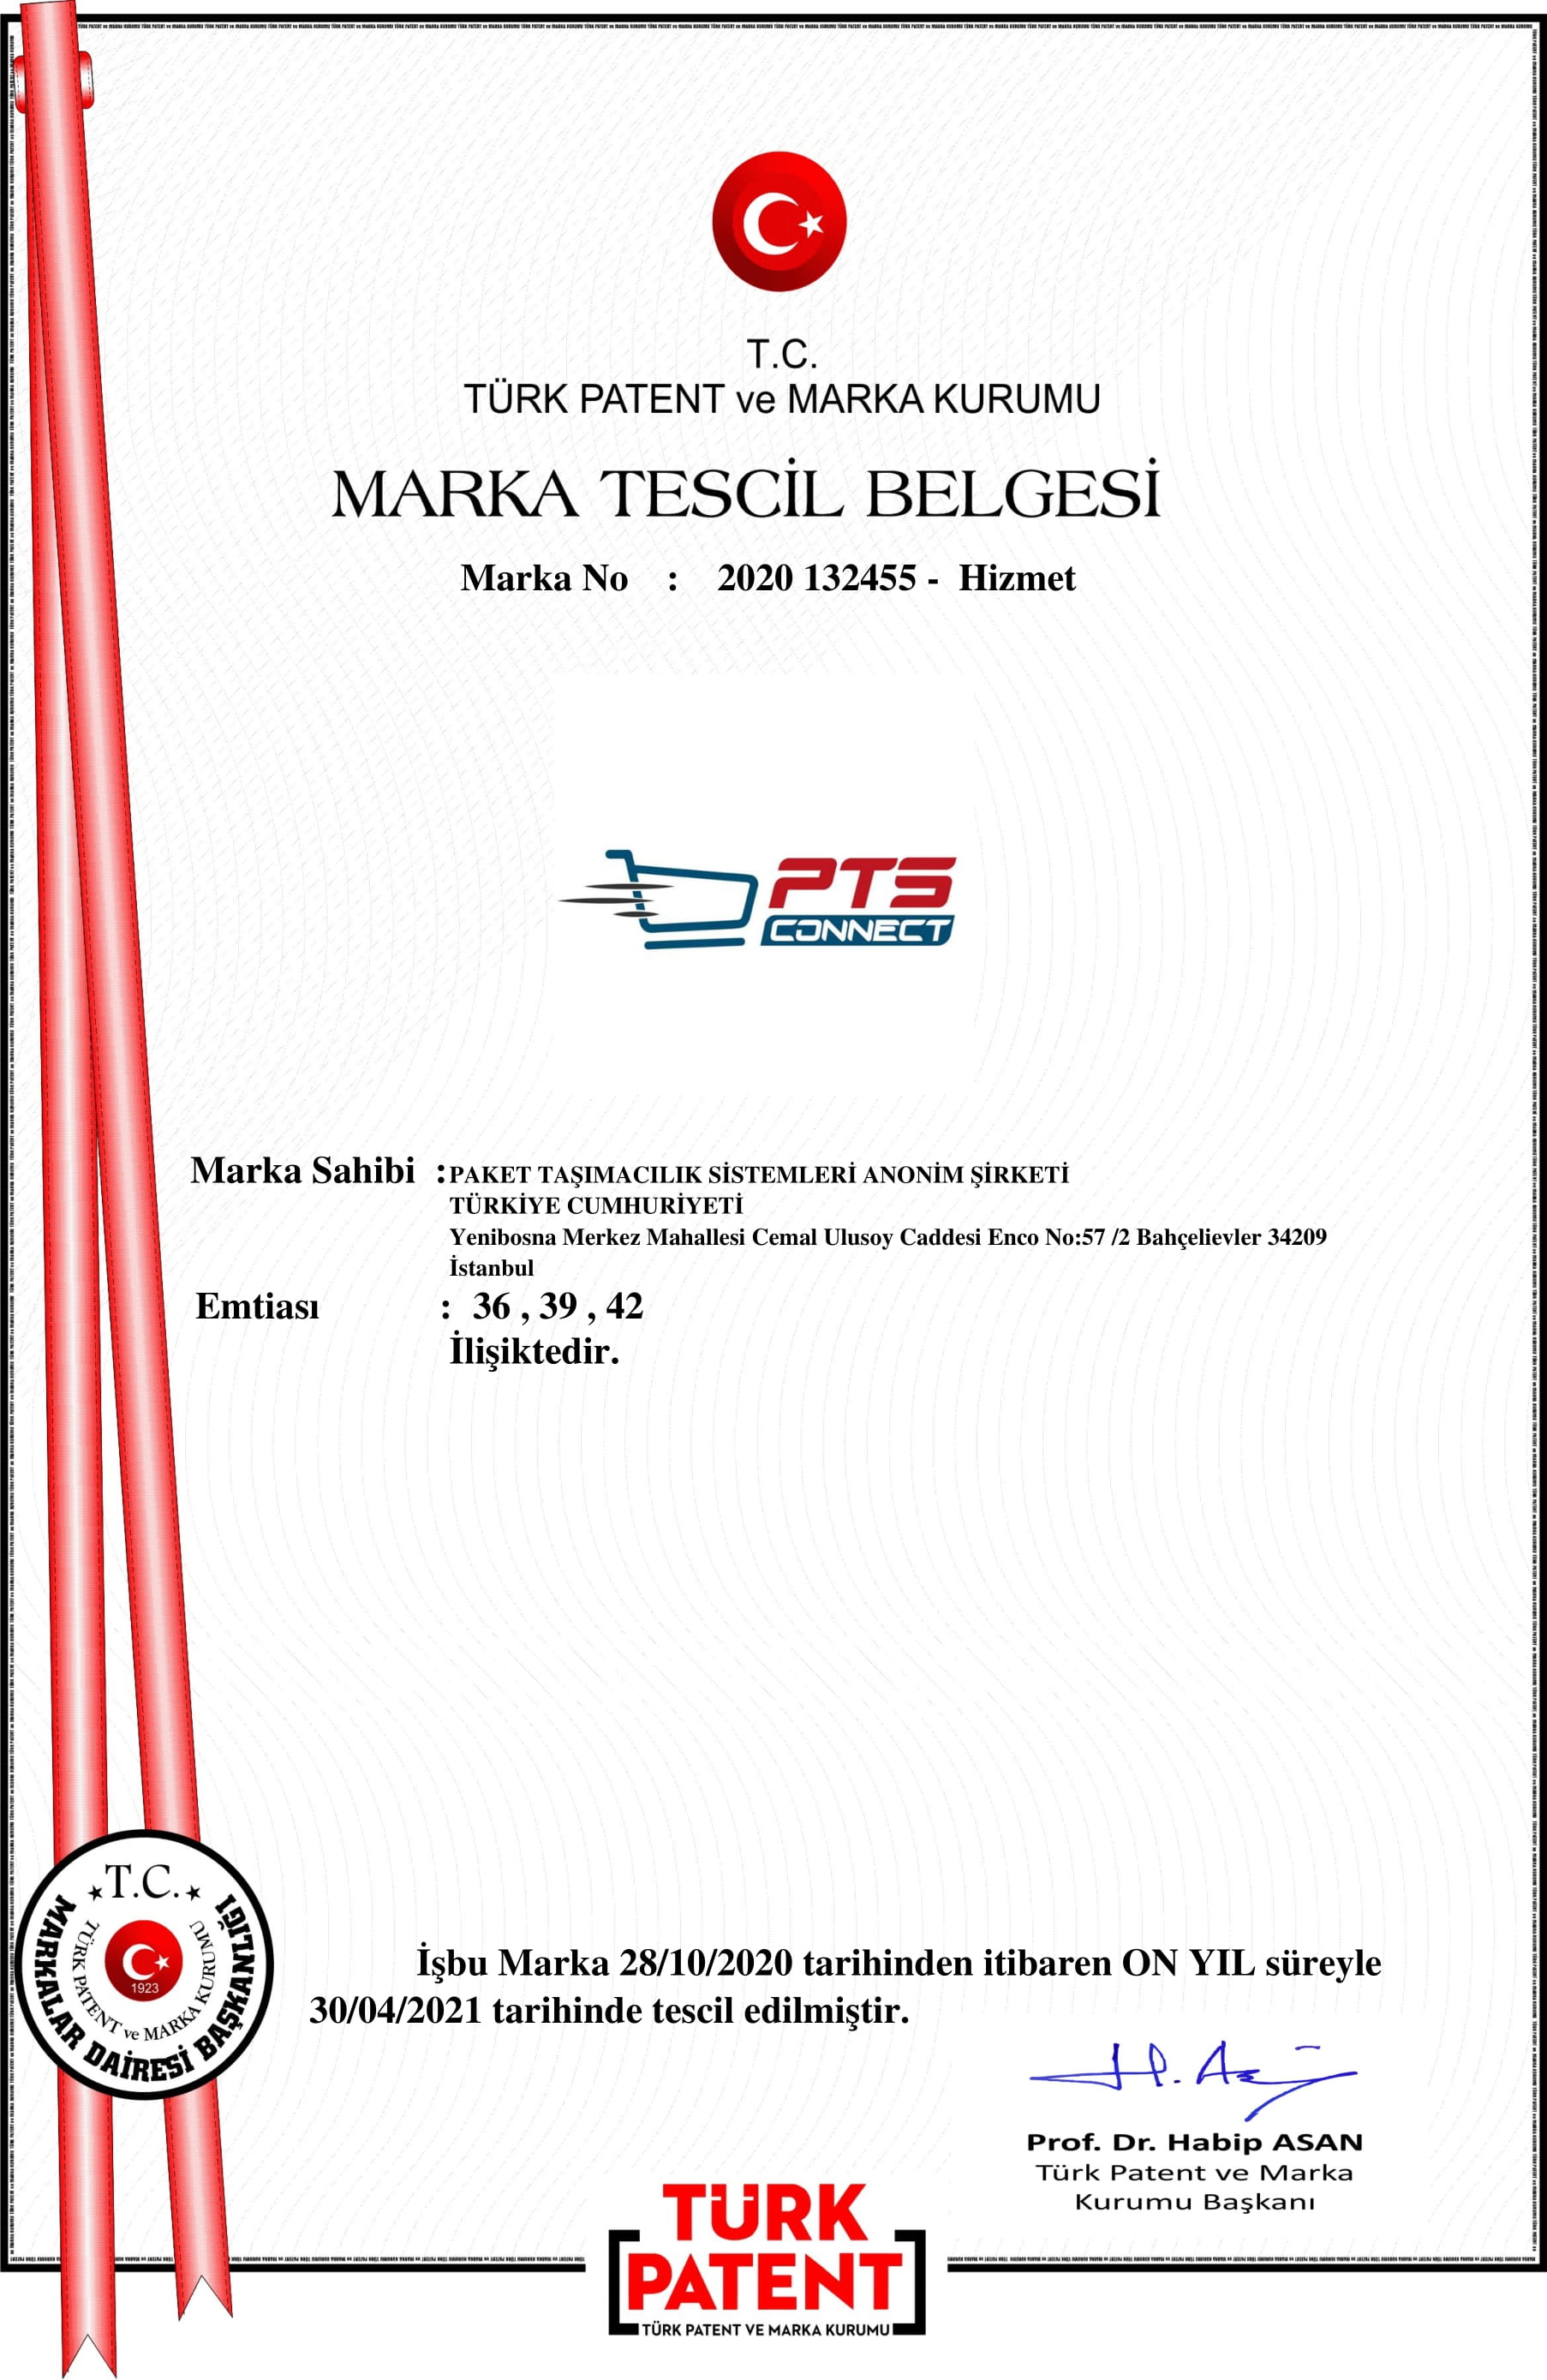 T.C.
TÜRK PATENT ve MARKA KURUMU
MARKA TESCİL BELGESİ
Marka No : 2020 132455 - Hizmet
PTS
CONNECT
Marka Sahibi : PAKET TAŞIMACILIK SİSTEMLERİ ANONİM ŞİRKETİ
TÜRKİYE CUMHURİYETİ
Yenibosna Merkez Mahallesi Cemal Ulusoy Caddesi Enco No:57 /2 Bahçelievler 34209
İstanbul
Emtiası : 36 , 39 , 42
İlişiktedir.
T.C.
MARKALAR DAİRESİ BAŞKANLIĞI
TÜRK PATENT ve MARKA KURUMU
1923
İşbu Marka 28/10/2020 tarihinden itibaren ON YIL süreyle
30/04/2021 tarihinde tescil edilmiştir.
Prof. Dr. Habip ASAN
Türk Patent ve Marka
Kurumu Başkanı
TÜRK
PATENT
TÜRK PATENT VE MARKA KURUMU